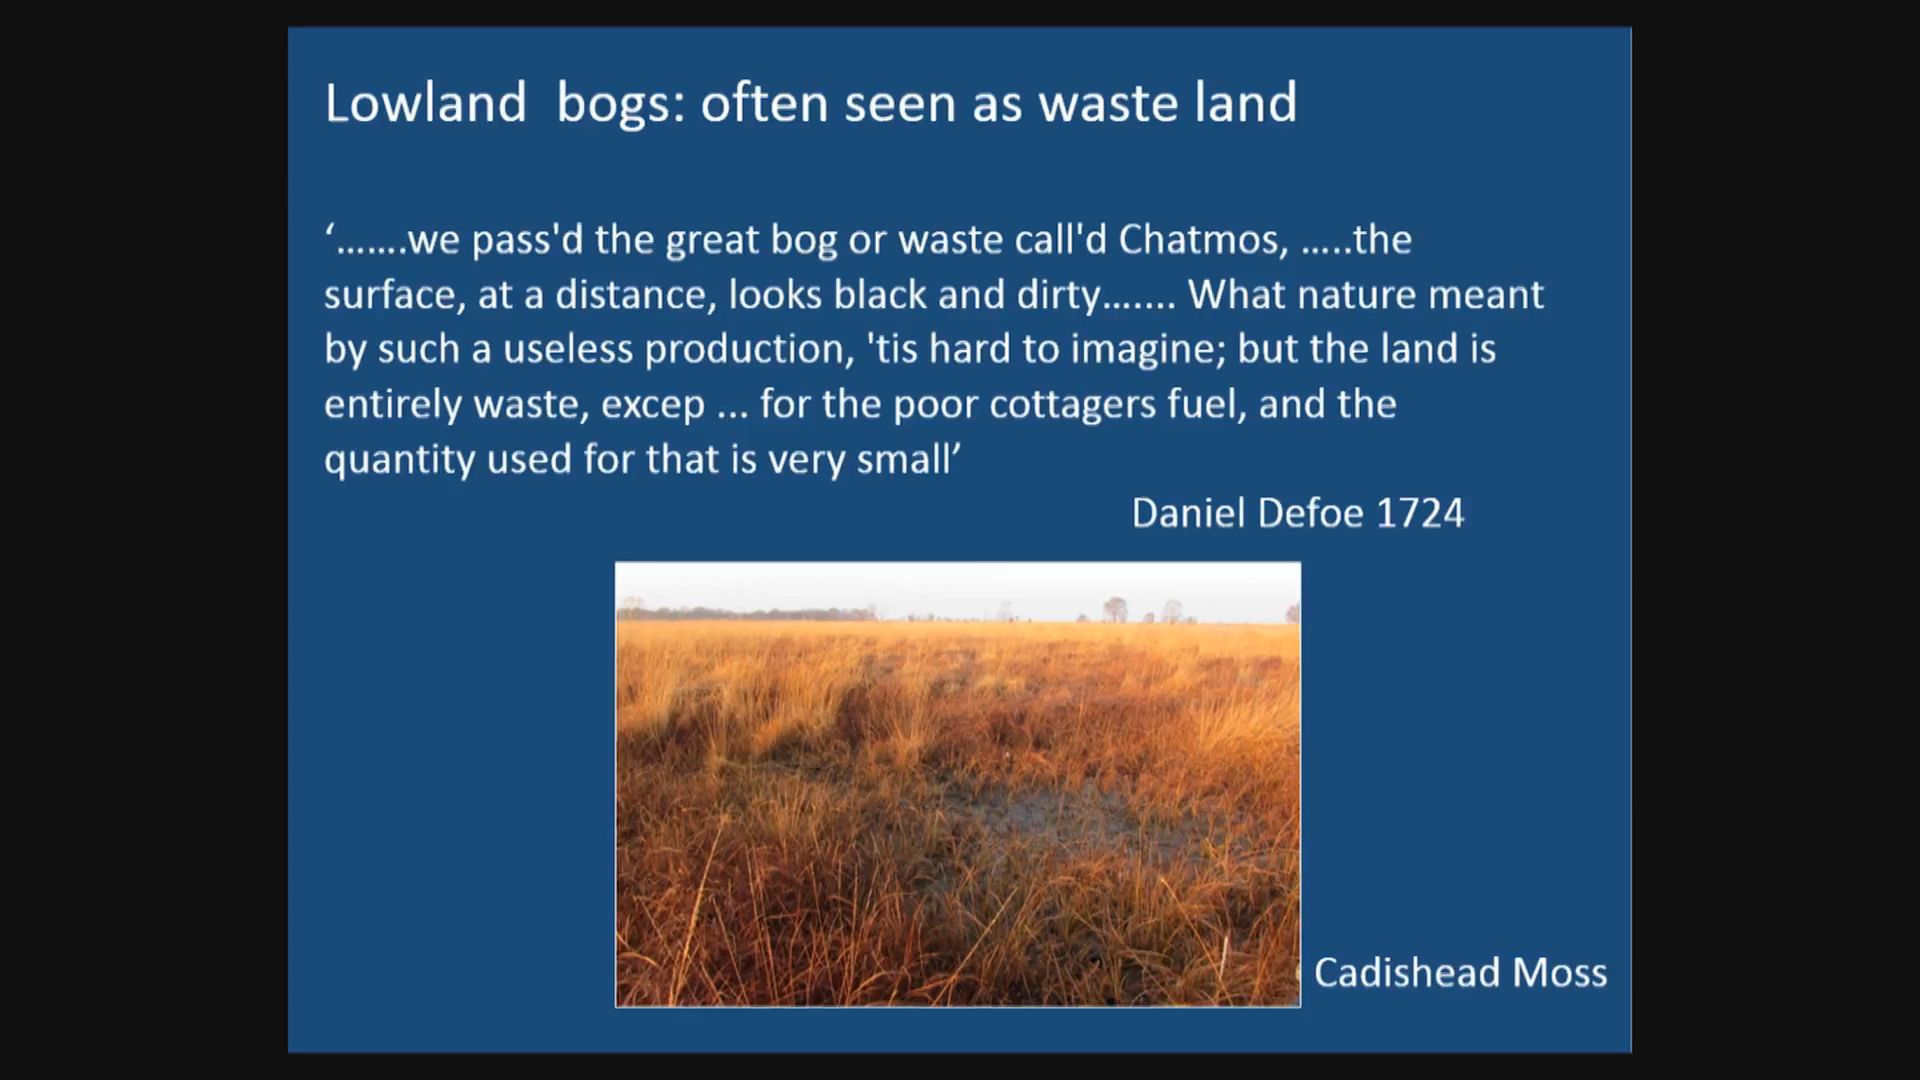 Lowland  bogs: often seen as waste land
‘.......we pass'd the great bog or waste call'd Chatmos, .....the
surface, at a distance, looks black and dirty....... What nature meant
by such a useless production, 'tis hard to imagine; but the land is
entirely waste, excep ... for the poor cottagers fuel, and the
quantity used for that is very small’
Daniel Defoe 1724
Cadishead Moss